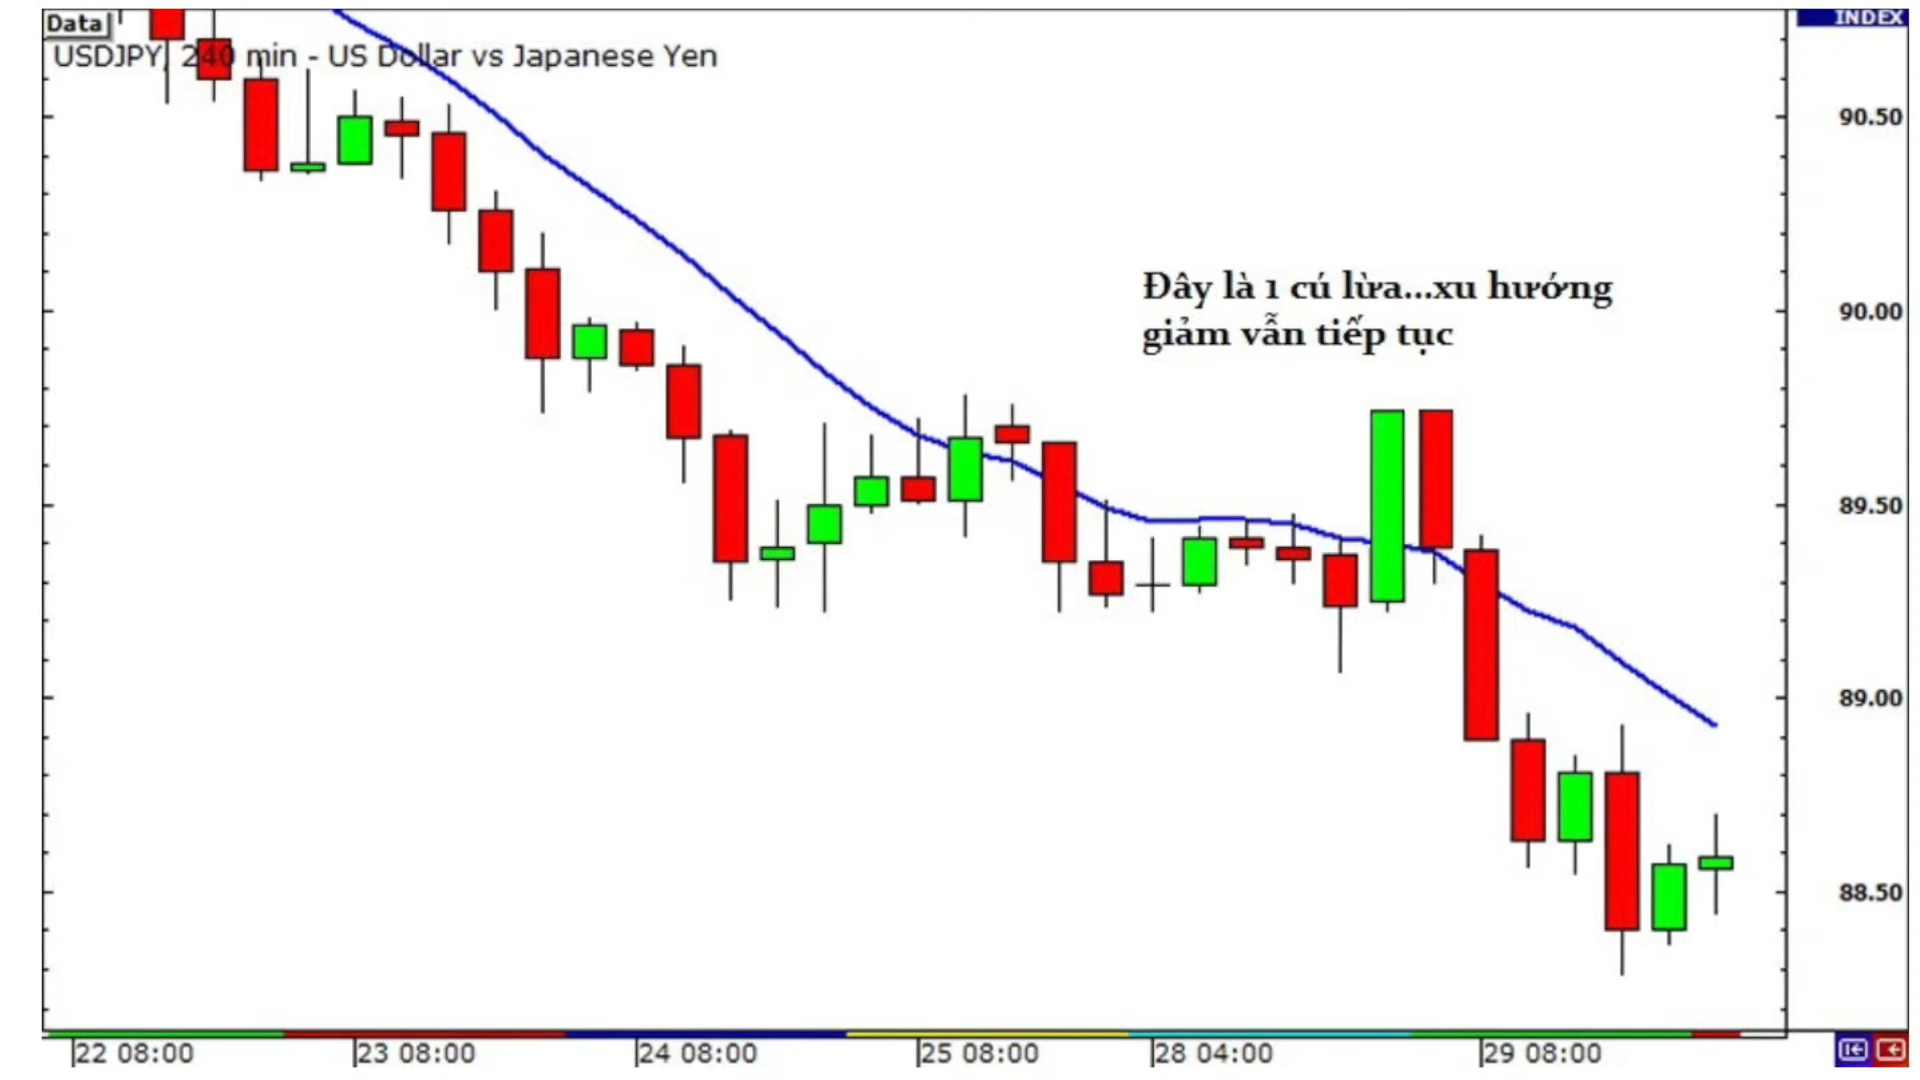 Data
INDEX
USDJPY, 240 min - US Dollar vs Japanese Yen
90.50
Đây là 1 cú lừa...xu hướng
giảm vẫn tiếp tục
90.00
89.50
89.00
88.50
22 08:00
23 08:00
24 08:00
25 08:00
28 04:00
29 08:00